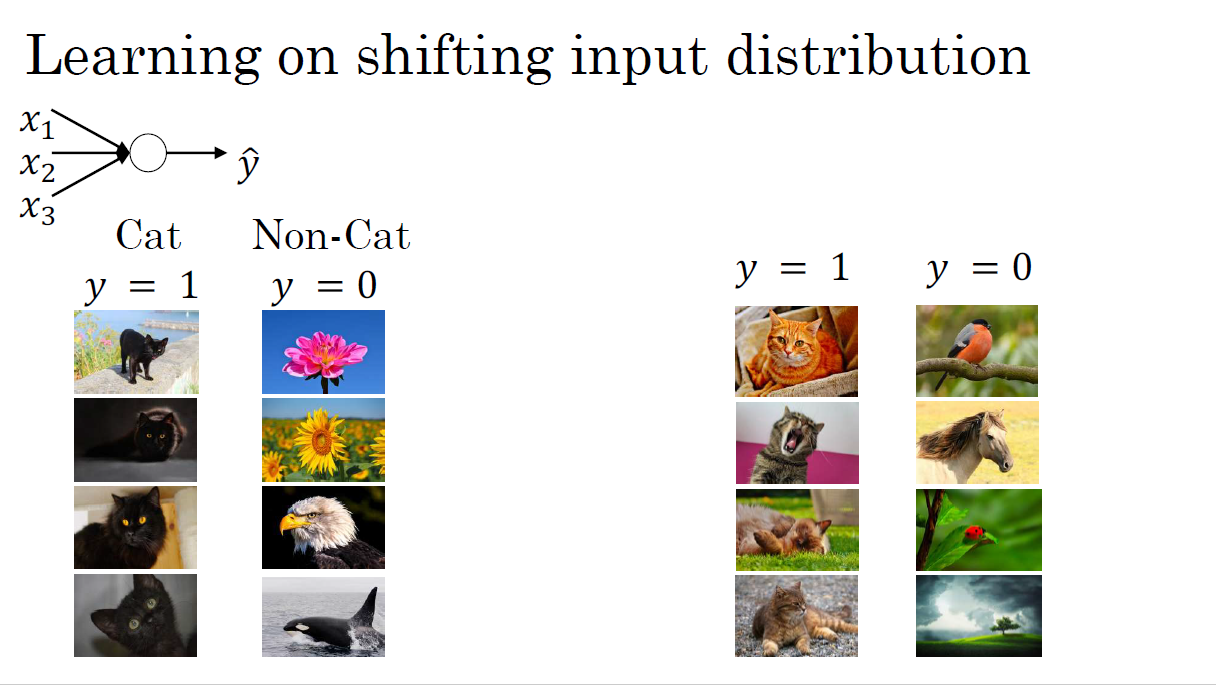 Learning on shifting input distribution
x₁
x₂
x₃
ŷ
Cat Non-Cat
y = 1 y = 0
y = 1 y = 0